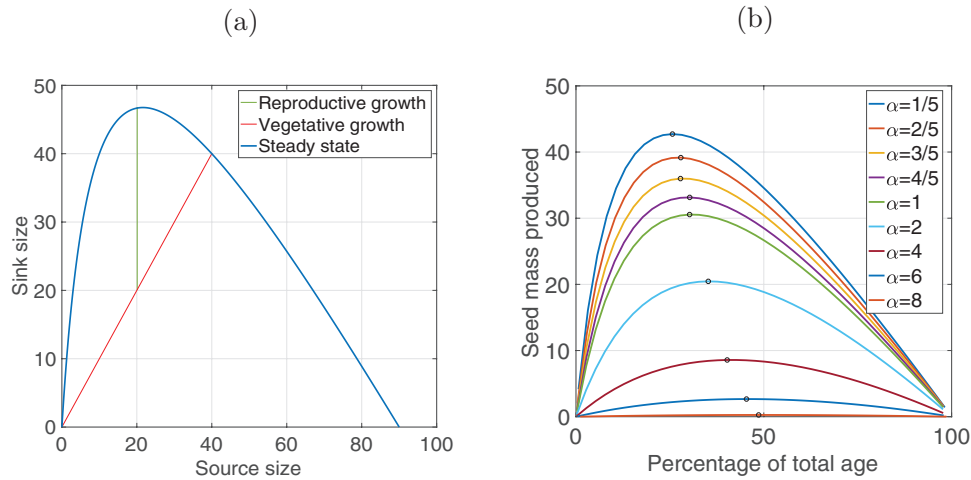 (a)
50
40
30
20
10
0
Sink size
0 20 40 60 80 100
Source size
Reproductive growth
Vegetative growth
Steady state
(b)
50
40
30
20
10
0
Seed mass produced
0 50 100
Percentage of total age
α=1/5
α=2/5
α=3/5
α=4/5
α=1
α=2
α=4
α=6
α=8